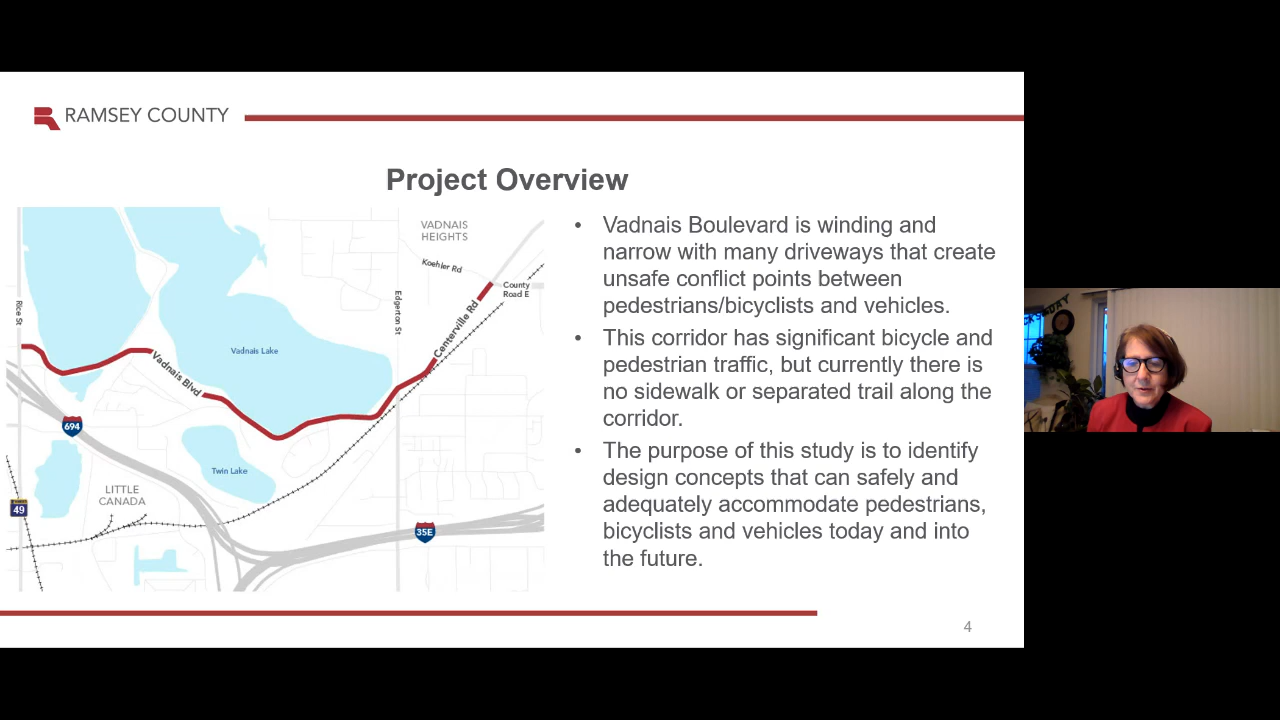 RAMSEY COUNTY
Project Overview
VADNAIS
HEIGHTS
Koehler Rd
County
Road E
Rice St
Edgerton St
Centerville Rd
Vadnais Lake
Vadnais Blvd
694
Twin Lake
LITTLE
CANADA
49
35E
• Vadnais Boulevard is winding and
narrow with many driveways that create
unsafe conflict points between
pedestrians/bicyclists and vehicles.
• This corridor has significant bicycle and
pedestrian traffic, but currently there is
no sidewalk or separated trail along the
corridor.
• The purpose of this study is to identify
design concepts that can safely and
adequately accommodate pedestrians,
bicyclists and vehicles today and into
the future.
4